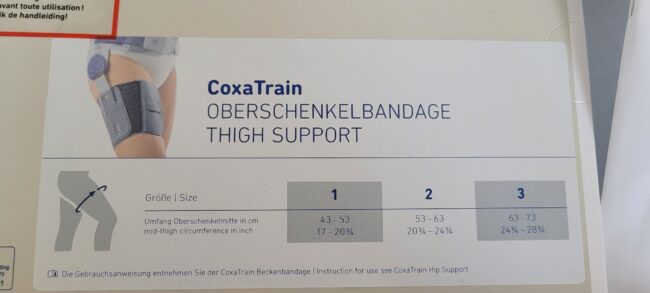 avant toute utilisation!
ik de handleiding!
CoxaTrain
OBERSCHENKELBANDAGE
THIGH SUPPORT
Größe | Size 1 2 3
Umfang Oberschenkelmitte in cm 43 – 53 53 – 63 63 – 73
mid-thigh circumference in inch 17 – 20¾ 20¾ – 24¾ 24¾ – 28¾
Die Gebrauchsanweisung entnehmen Sie der CoxaTrain Beckenbandage | Instruction for use see CoxaTrain Hip Support